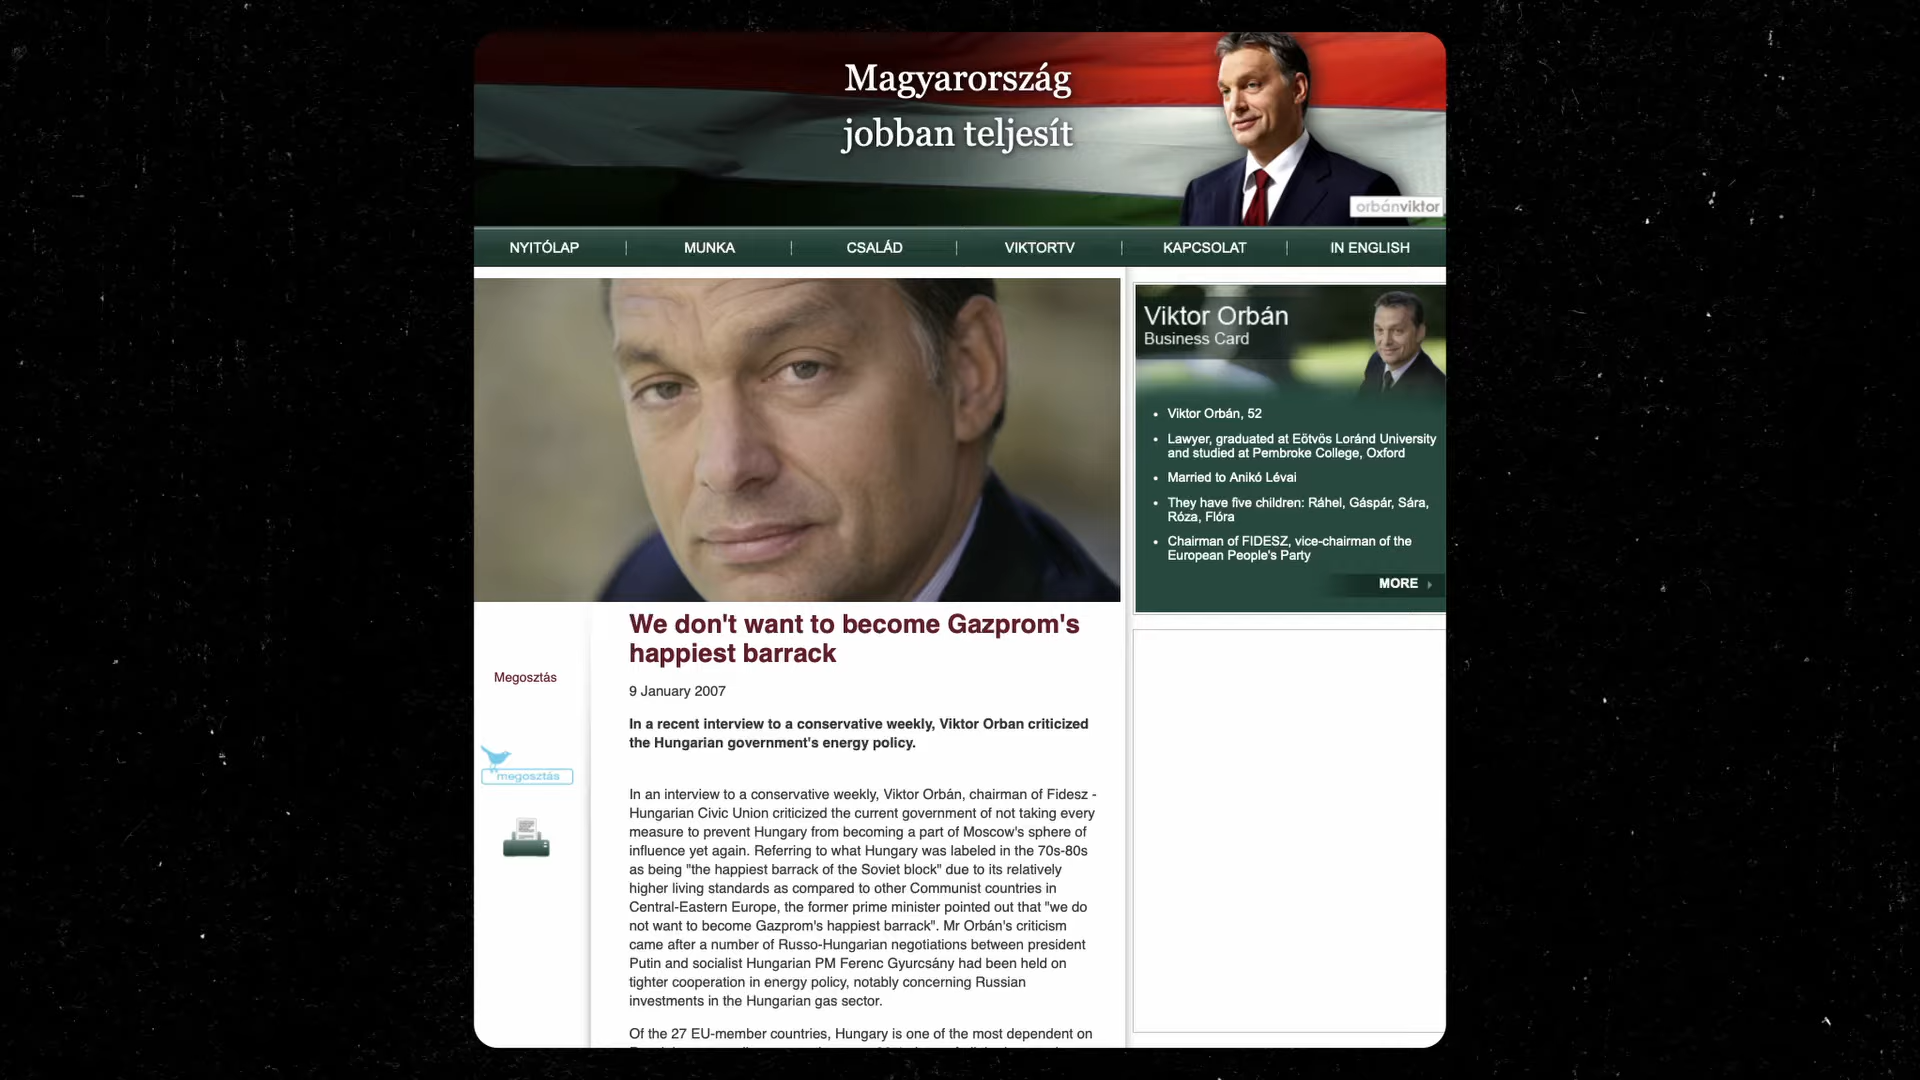 Magyarország
jobban teljesít
orbánviktor
NYITÓLAP
MUNKA
CSALÁD
VIKTORTV
KAPCSOLAT
IN ENGLISH
Viktor Orbán
Business Card
• Viktor Orbán, 52
• Lawyer, graduated at Eötvös Loránd University
and studied at Pembroke College, Oxford
• Married to Anikó Lévai
• They have five children: Ráhel, Gáspár, Sára,
Róza, Flóra
• Chairman of FIDESZ, vice-chairman of the
European People's Party
MORE
We don't want to become Gazprom's
happiest barrack
Megosztás
megosztás
9 January 2007
In a recent interview to a conservative weekly, Viktor Orban criticized
the Hungarian government's energy policy.
In an interview to a conservative weekly, Viktor Orbán, chairman of Fidesz -
Hungarian Civic Union criticized the current government of not taking every
measure to prevent Hungary from becoming a part of Moscow's sphere of
influence yet again. Referring to what Hungary was labeled in the 70s-80s
as being "the happiest barrack of the Soviet block" due to its relatively
higher living standards as compared to other Communist countries in
Central-Eastern Europe, the former prime minister pointed out that "we do
not want to become Gazprom's happiest barrack". Mr Orbán's criticism
came after a number of Russo-Hungarian negotiations between president
Putin and socialist Hungarian PM Ferenc Gyurcsány had been held on
tighter cooperation in energy policy, notably concerning Russian
investments in the Hungarian gas sector.
Of the 27 EU-member countries, Hungary is one of the most dependent on